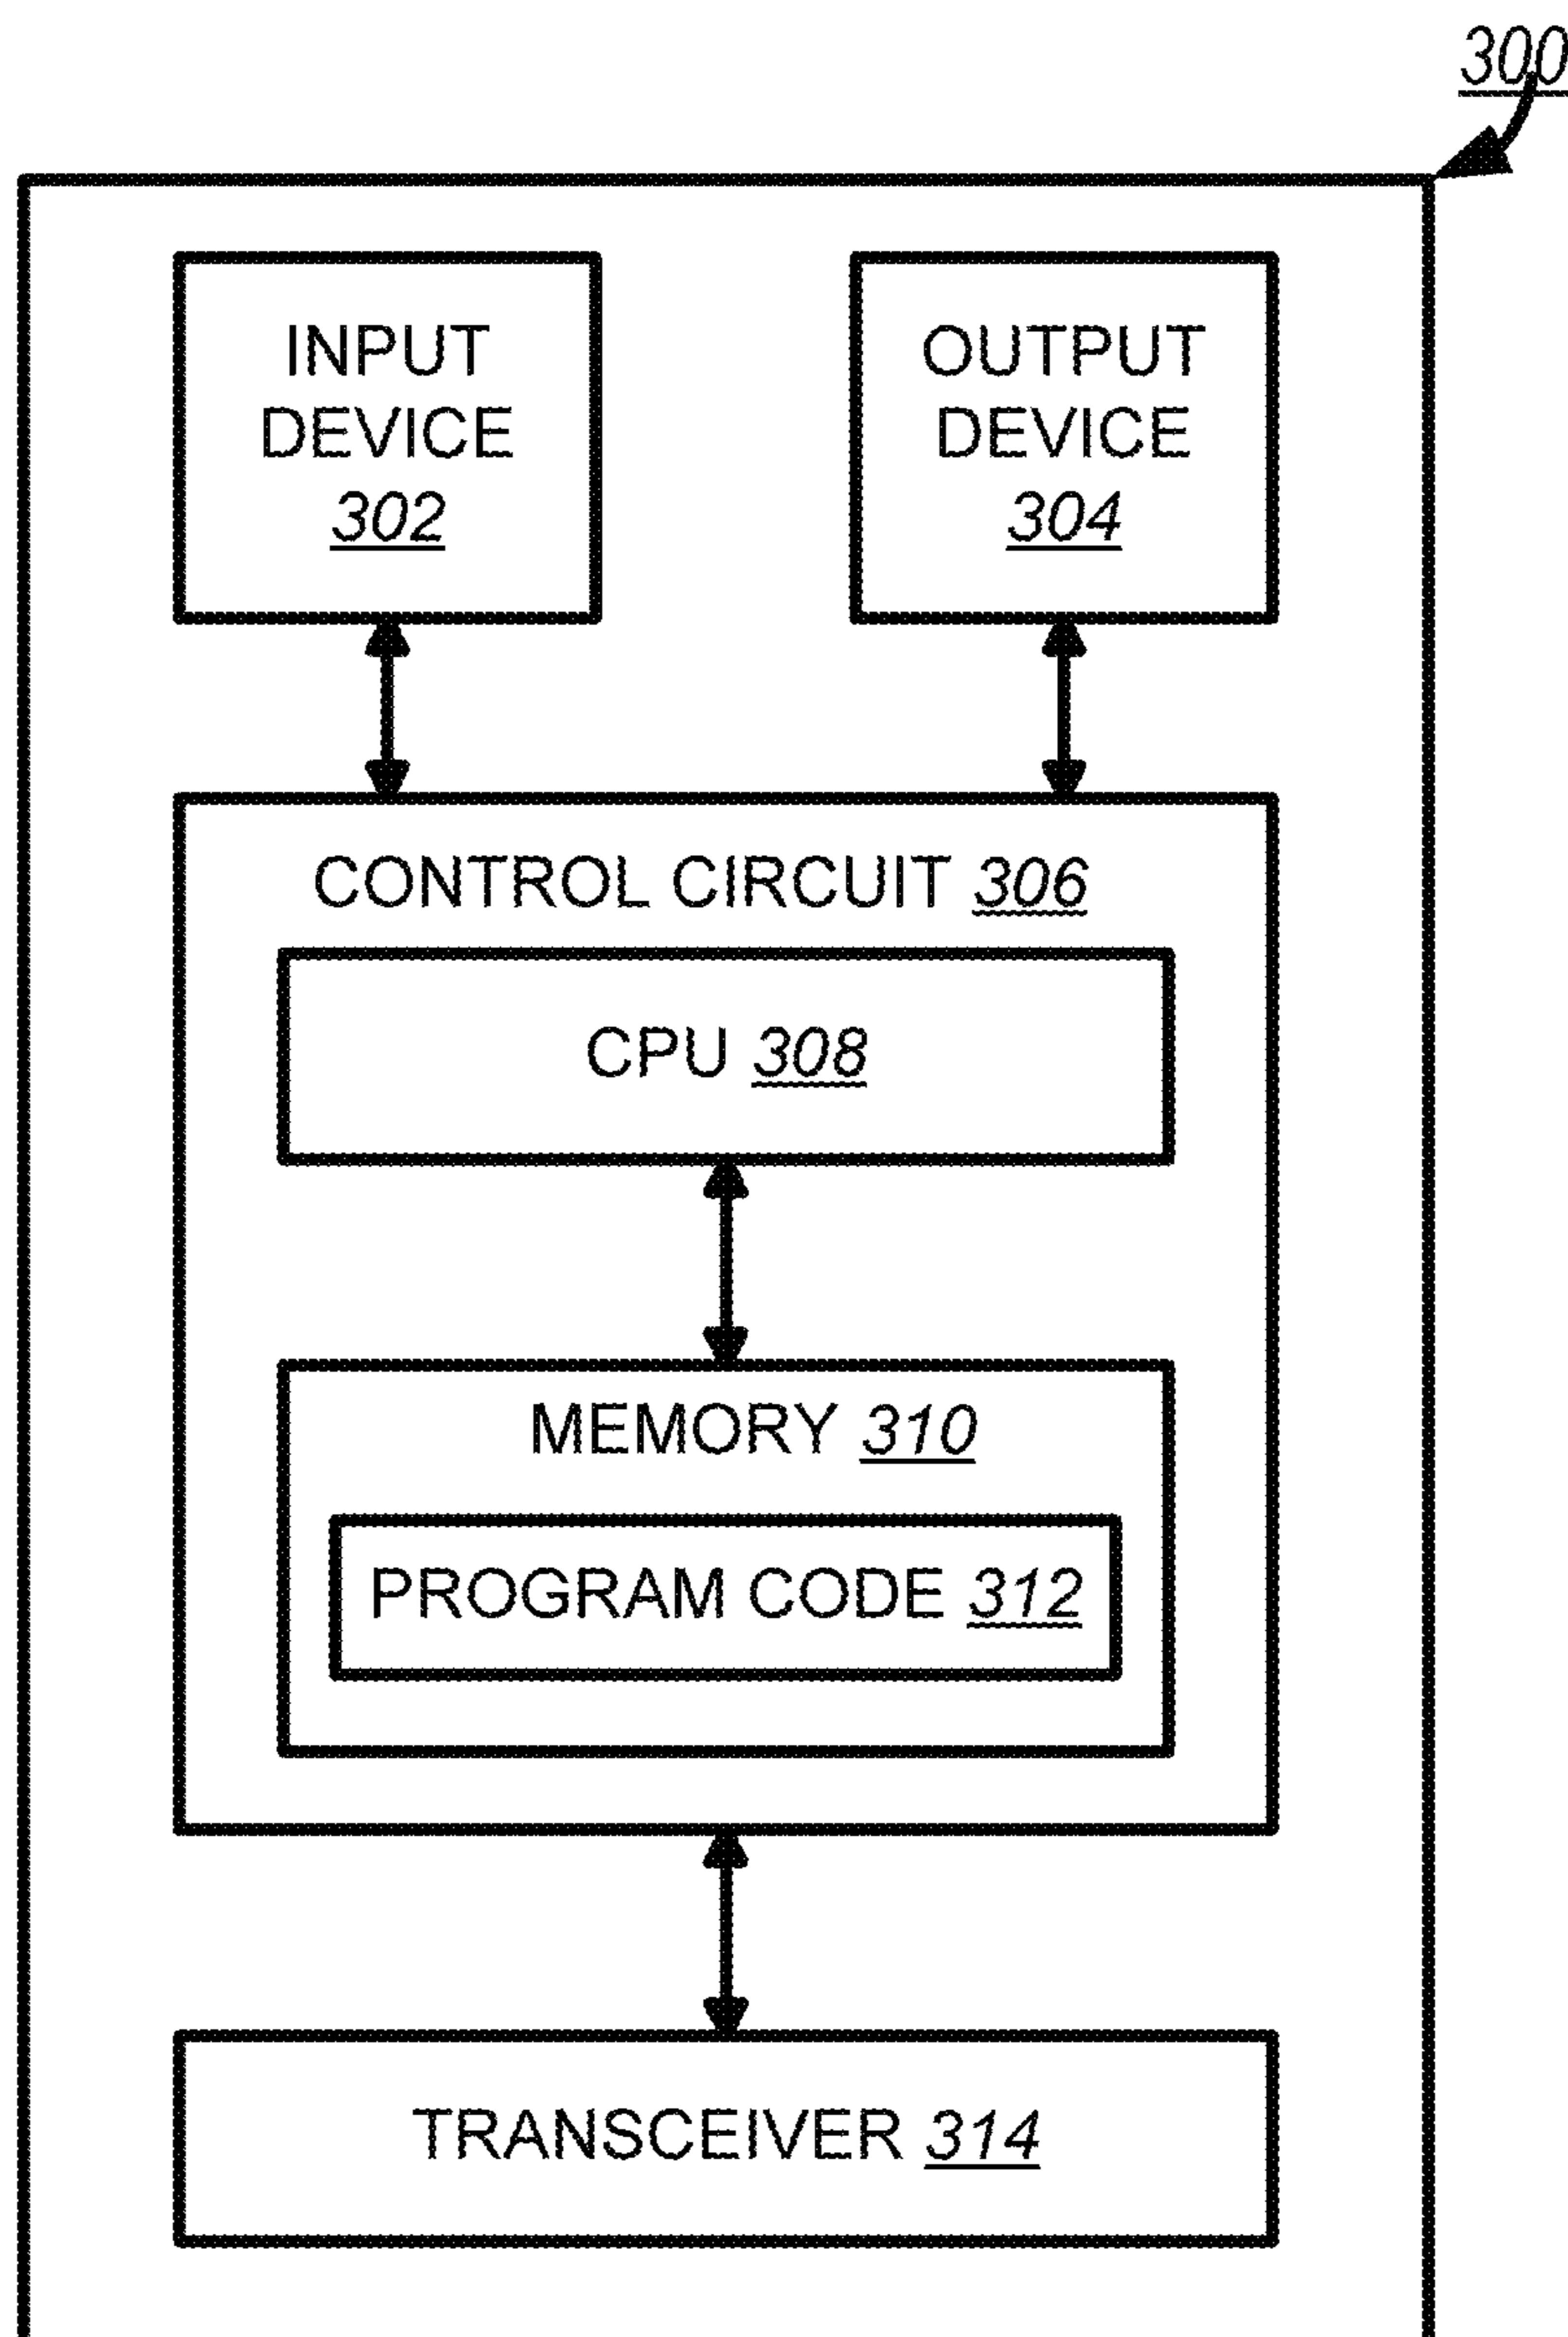 300
INPUT
DEVICE
302
OUTPUT
DEVICE
304
CONTROL CIRCUIT 306
CPU 308
MEMORY 310
PROGRAM CODE 312
TRANSCEIVER 314